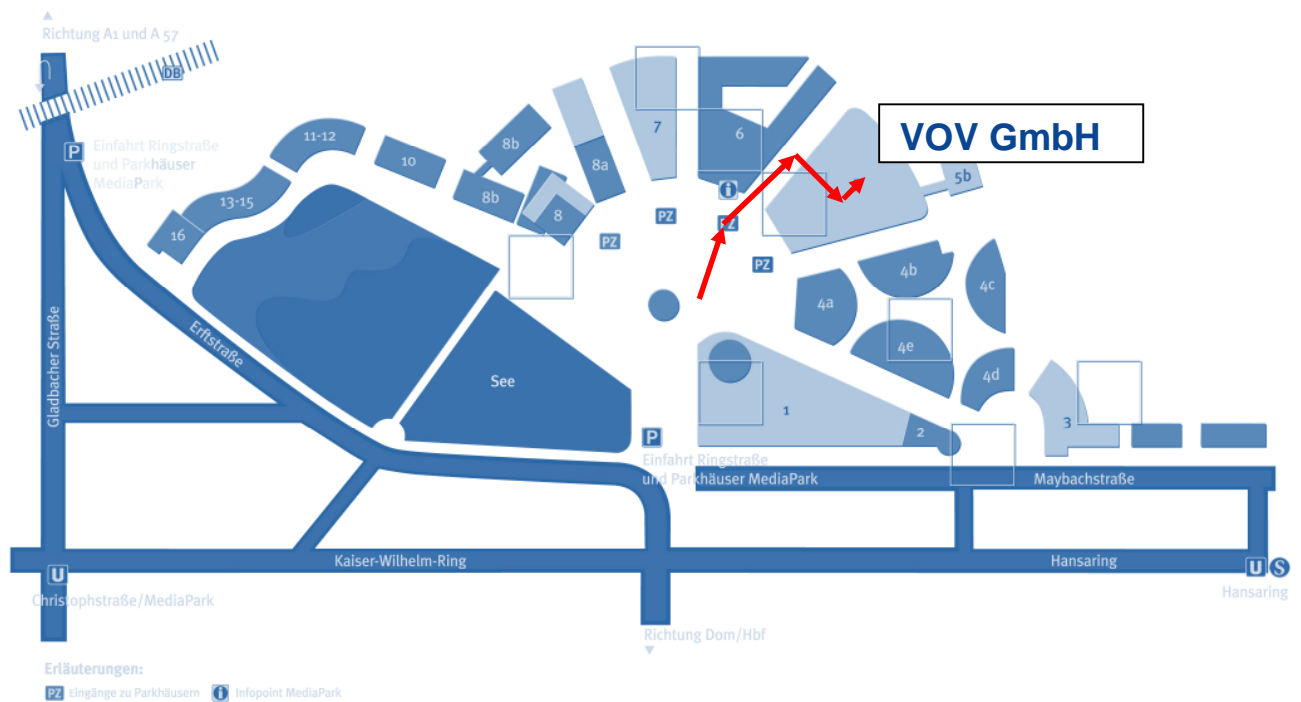 Richtung A1 und A 57
DB
P
Einfahrt Ringstraße
und Parkhäuser
MediaPark
11-12
10
13-15
16
8b
8b
8a
8
7
6
VOV GmbH
5b
PZ
PZ
PZ
PZ
4a
4b
4c
4e
4d
Gladbacher Straße
Erftstraße
See
1
2
3
P
Einfahrt Ringstraße
und Parkhäuser MediaPark
Maybachstraße
Kaiser-Wilhelm-Ring
Hansaring
U
Christophstraße/MediaPark
U S
Hansaring
Richtung Dom/Hbf
Erläuterungen:
PZ Eingänge zu Parkhäusern i Infopoint MediaPark